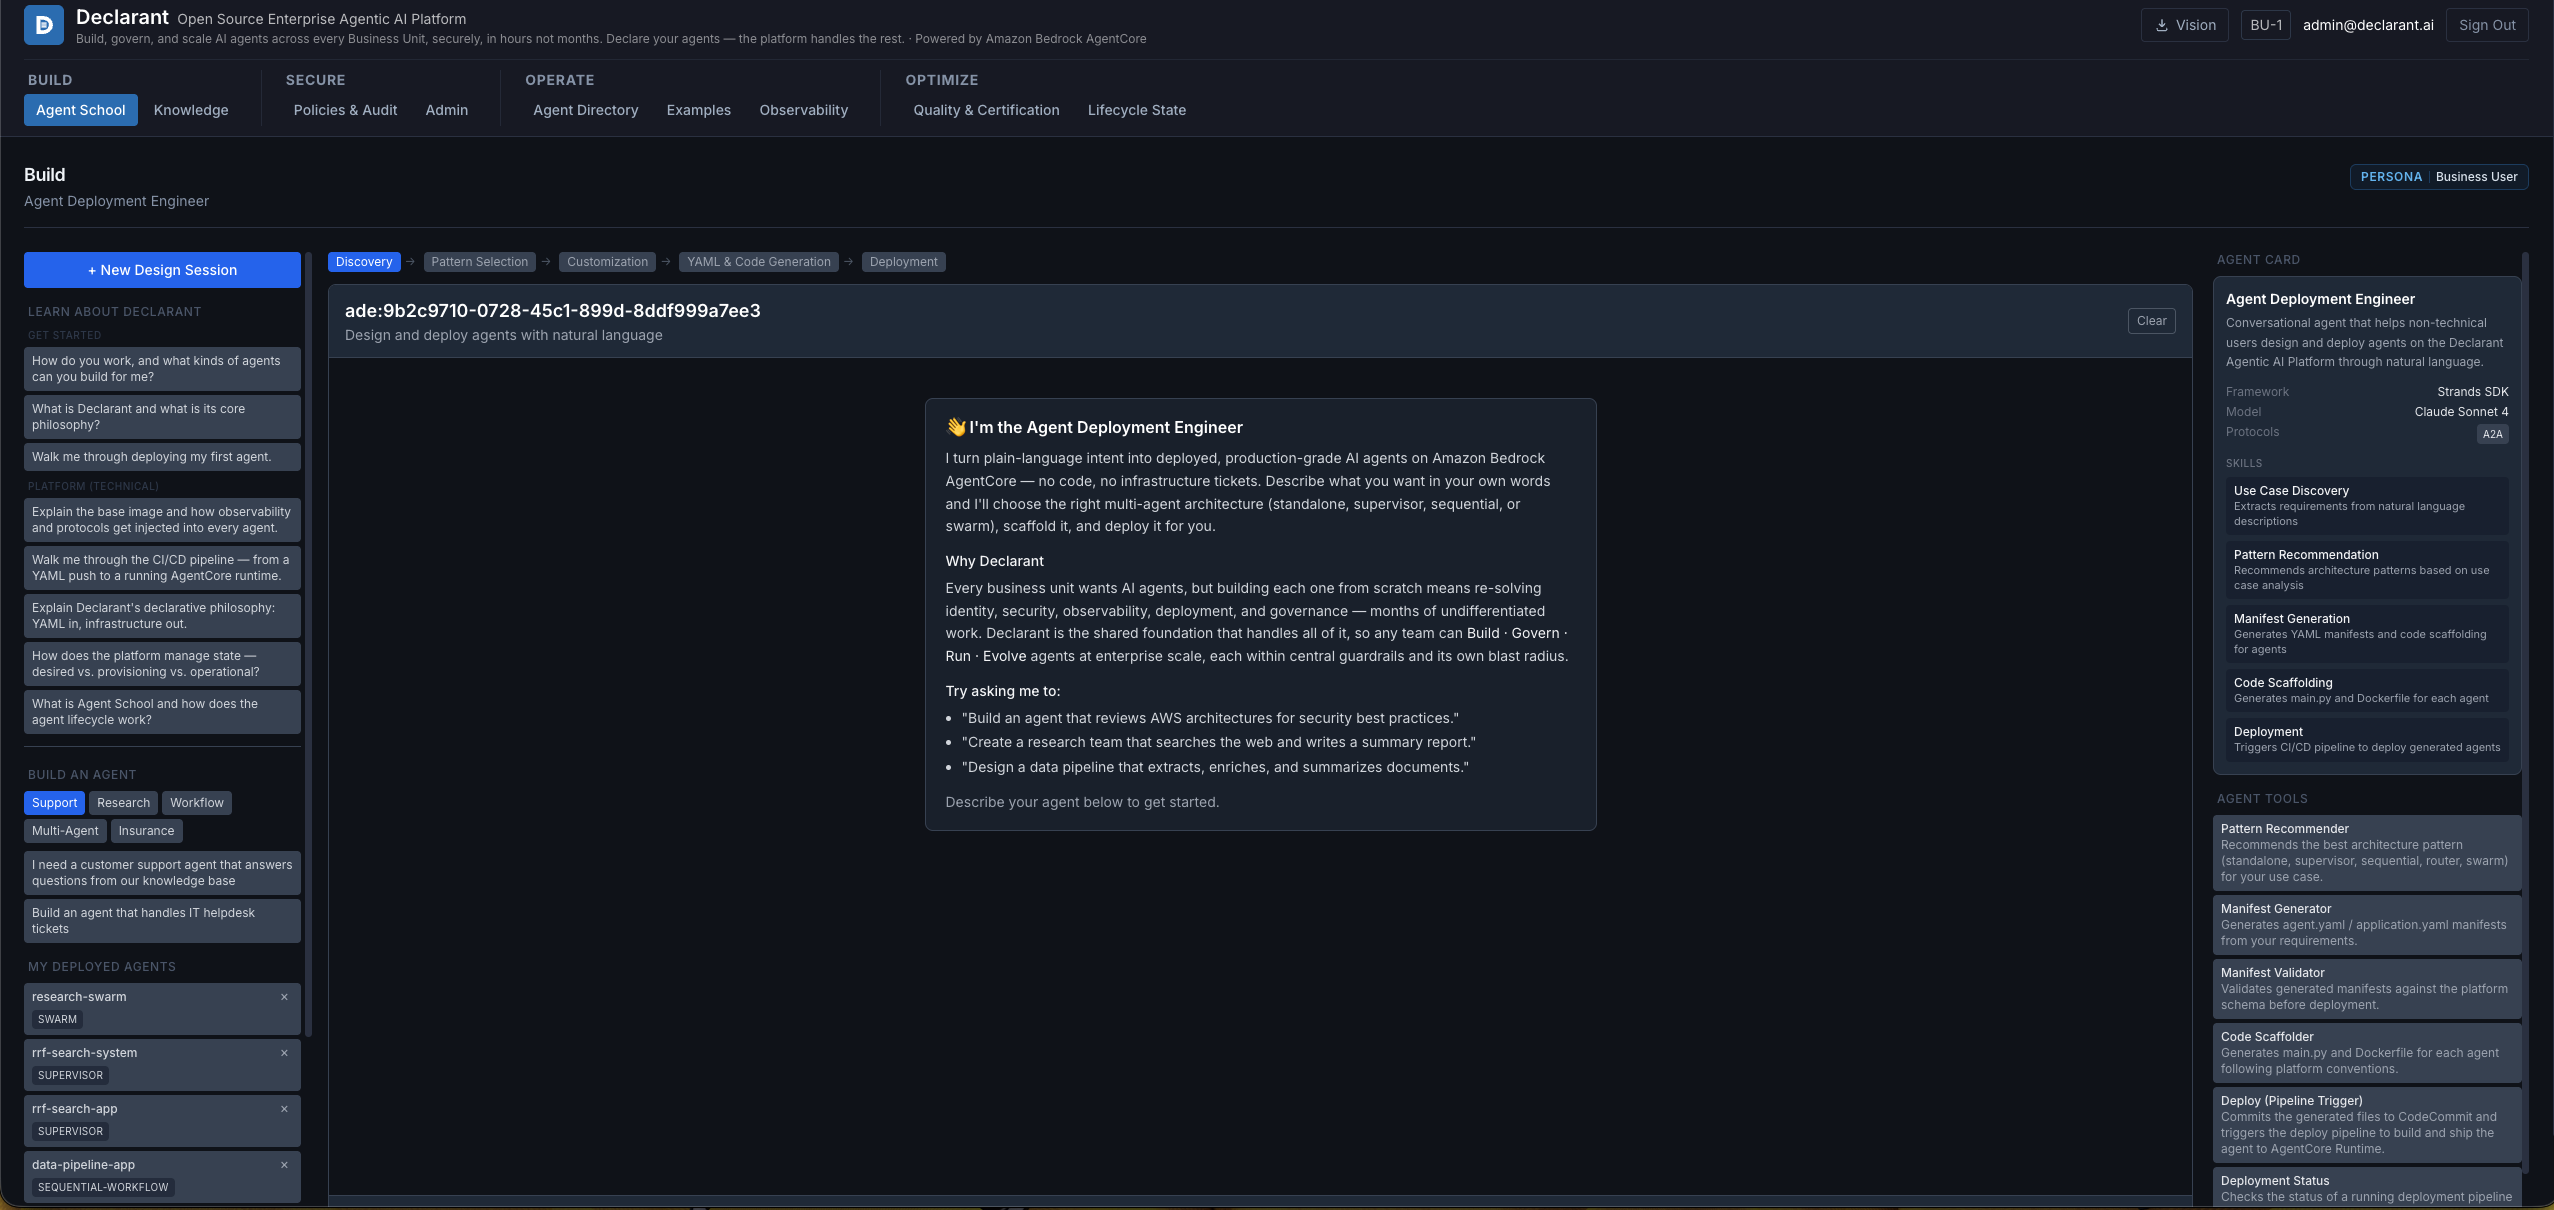 D
Declarant Open Source Enterprise Agentic AI Platform
Build, govern, and scale AI agents across every Business Unit, securely, in hours not months. Declare your agents — the platform handles the rest. · Powered by Amazon Bedrock AgentCore
Vision
BU-1
admin@declarant.ai
Sign Out
BUILD
Agent School
Knowledge
SECURE
Policies & Audit
Admin
OPERATE
Agent Directory
Examples
Observability
OPTIMIZE
Quality & Certification
Lifecycle State
Build
Agent Deployment Engineer
PERSONA | Business User
+ New Design Session
LEARN ABOUT DECLARANT
GET STARTED
How do you work, and what kinds of agents
can you build for me?
What is Declarant and what is its core
philosophy?
Walk me through deploying my first agent.
PLATFORM (TECHNICAL)
Explain the base image and how observability
and protocols get injected into every agent.
Walk me through the CI/CD pipeline — from a
YAML push to a running AgentCore runtime.
Explain Declarant's declarative philosophy:
YAML in, infrastructure out.
How does the platform manage state —
desired vs. provisioning vs. operational?
What is Agent School and how does the
agent lifecycle work?
BUILD AN AGENT
Support
Research
Workflow
Multi-Agent
Insurance
I need a customer support agent that answers
questions from our knowledge base
Build an agent that handles IT helpdesk
tickets
MY DEPLOYED AGENTS
research-swarm ×
SWARM
rrf-search-system ×
SUPERVISOR
rrf-search-app ×
SUPERVISOR
data-pipeline-app ×
SEQUENTIAL-WORKFLOW
Discovery → Pattern Selection → Customization → YAML & Code Generation → Deployment
ade:9b2c9710-0728-45c1-899d-8ddf999a7ee3
Design and deploy agents with natural language
Clear
👋 I'm the Agent Deployment Engineer
I turn plain-language intent into deployed, production-grade AI agents on Amazon Bedrock
AgentCore — no code, no infrastructure tickets. Describe what you want in your own words
and I'll choose the right multi-agent architecture (standalone, supervisor, sequential, or
swarm), scaffold it, and deploy it for you.
Why Declarant
Every business unit wants AI agents, but building each one from scratch means re-solving
identity, security, observability, deployment, and governance — months of undifferentiated
work. Declarant is the shared foundation that handles all of it, so any team can Build · Govern ·
Run · Evolve agents at enterprise scale, each within central guardrails and its own blast radius.
Try asking me to:
• "Build an agent that reviews AWS architectures for security best practices."
• "Create a research team that searches the web and writes a summary report."
• "Design a data pipeline that extracts, enriches, and summarizes documents."
Describe your agent below to get started.
AGENT CARD
Agent Deployment Engineer
Conversational agent that helps non-technical
users design and deploy agents on the Declarant
Agentic AI Platform through natural language.
Framework Strands SDK
Model Claude Sonnet 4
Protocols A2A
SKILLS
Use Case Discovery
Extracts requirements from natural language
descriptions
Pattern Recommendation
Recommends architecture patterns based on use
case analysis
Manifest Generation
Generates YAML manifests and code scaffolding
for agents
Code Scaffolding
Generates main.py and Dockerfile for each agent
Deployment
Triggers CI/CD pipeline to deploy generated agents
AGENT TOOLS
Pattern Recommender
Recommends the best architecture pattern
(standalone, supervisor, sequential, router, swarm)
for your use case.
Manifest Generator
Generates agent.yaml / application.yaml manifests
from your requirements.
Manifest Validator
Validates generated manifests against the platform
schema before deployment.
Code Scaffolder
Generates main.py and Dockerfile for each agent
following platform conventions.
Deploy (Pipeline Trigger)
Commits the generated files to CodeCommit and
triggers the deploy pipeline to build and ship the
agent to AgentCore Runtime.
Deployment Status
Checks the status of a running deployment pipeline